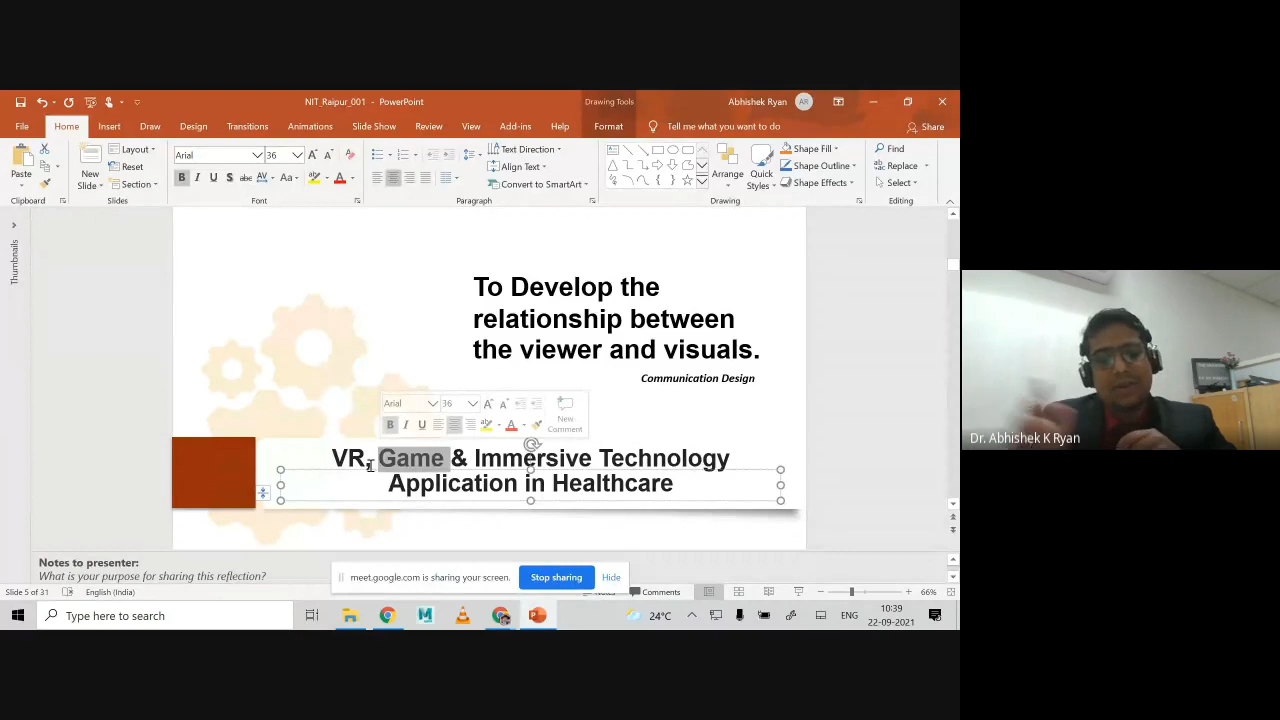 NIT_Raipur_001 - PowerPoint
Drawing Tools
Abhishek Ryan
AR
File
Home
Insert
Draw
Design
Transitions
Animations
Slide Show
Review
View
Add-ins
Help
Format
Tell me what you want to do
Share
Paste
Clipboard
New
Slide
Layout
Reset
Section
Slides
Arial
36
Font
Text Direction
Align Text
Convert to SmartArt
Paragraph
Arrange
Quick
Styles
Shape Fill
Shape Outline
Shape Effects
Drawing
Find
Replace
Select
Editing
Thumbnails
To Develop the
relationship between
the viewer and visuals.
Communication Design
Arial
36
New
Comment
VR, Game & Immersive Technology
Application in Healthcare
Notes to presenter:
What is your purpose for sharing this reflection?
meet.google.com is sharing your screen.
Stop sharing
Hide
Slide 5 of 31
English (India)
Notes
Comments
66%
Type here to search
24°C
ENG
10:39
22-09-2021
Dr. Abhishek K Ryan